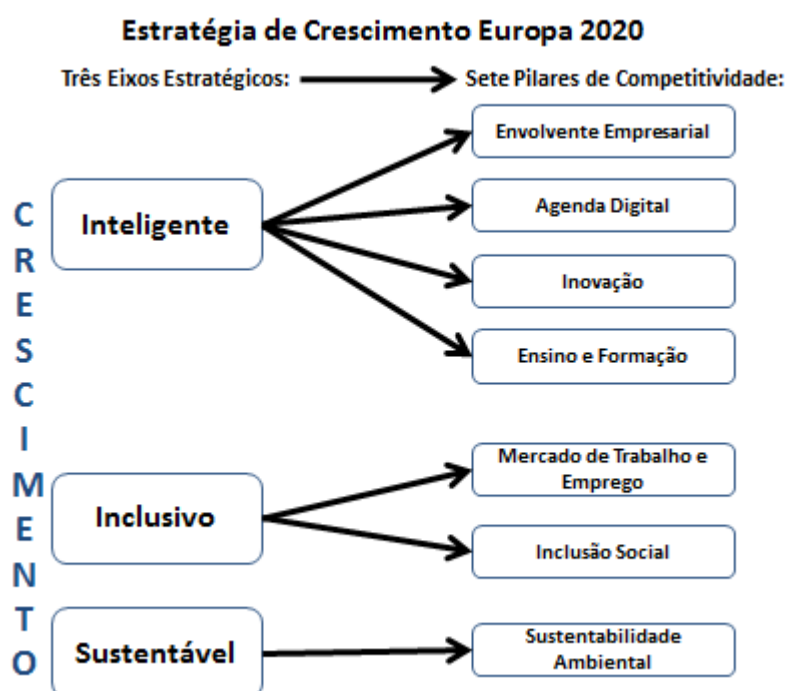 Estratégia de Crescimento Europa 2020
Três Eixos Estratégicos:
Sete Pilares de Competitividade:
CRESCIMENTO
Inteligente
Envolvente Empresarial
Agenda Digital
Inovação
Ensino e Formação
Inclusivo
Mercado de Trabalho e
Emprego
Inclusão Social
Sustentável
Sustentabilidade
Ambiental